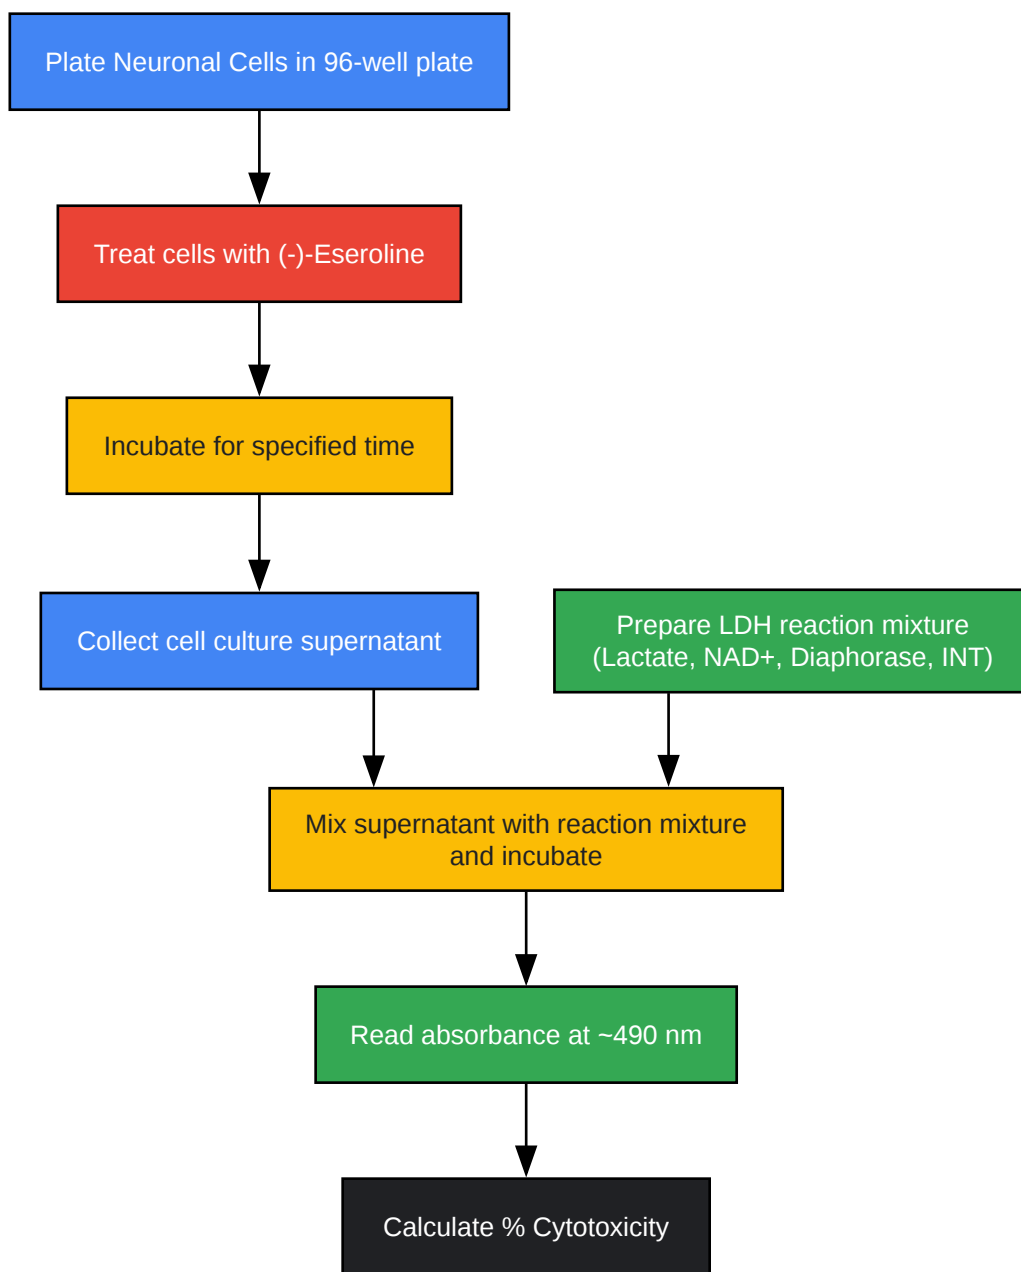 Plate Neuronal Cells in 96-well plate
Treat cells with (-)-Eseroline
Incubate for specified time
Collect cell culture supernatant
Prepare LDH reaction mixture
(Lactate, NAD+, Diaphorase, INT)
Mix supernatant with reaction mixture
and incubate
Read absorbance at ~490 nm
Calculate % Cytotoxicity